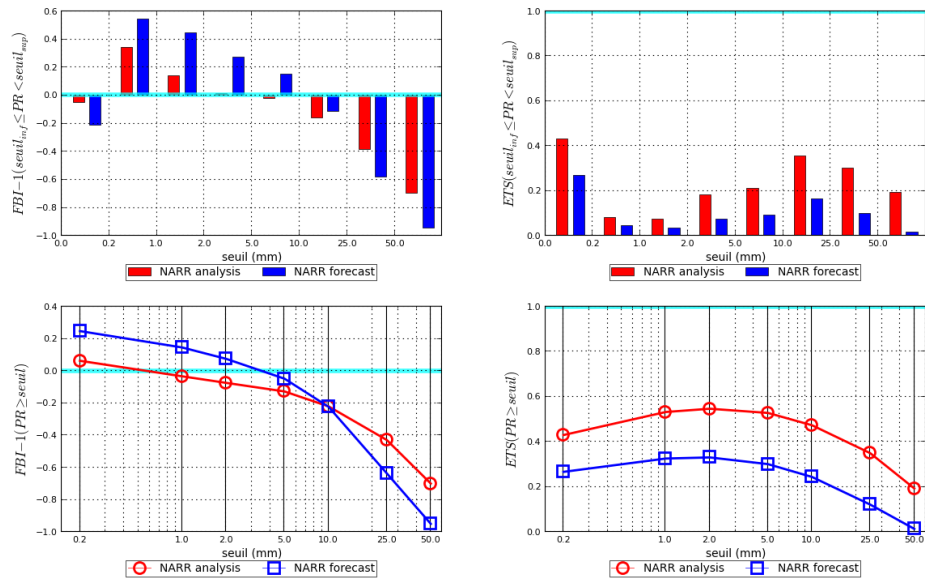 FBI−1(seuil_inf ≤ PR < seuil_sup)
0.6
0.4
0.2
0.0
−0.2
−0.4
−0.6
−0.8
−1.0
0.0 0.2 1.0 2.0 5.0 10.0 25.0 50.0
seuil (mm)
NARR analysis NARR forecast
ETS(seuil_inf ≤ PR < seuil_sup)
1.0
0.8
0.6
0.4
0.2
0.0
0.0 0.2 1.0 2.0 5.0 10.0 25.0 50.0
seuil (mm)
NARR analysis NARR forecast
FBI−1(PR ≥ seuil)
0.4
0.2
0.0
−0.2
−0.4
−0.6
−0.8
−1.0
0.2 1.0 2.0 5.0 10.0 25.0 50.0
seuil (mm)
NARR analysis NARR forecast
ETS(PR ≥ seuil)
1.0
0.8
0.6
0.4
0.2
0.0
0.2 1.0 2.0 5.0 10.0 25.0 50.0
seuil (mm)
NARR analysis NARR forecast